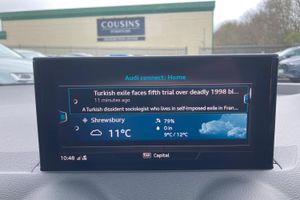 COUSINS
Audi connect: Home
Turkish exile faces fifth trial over deadly 1998 bl...
11 minutes ago
A Turkish dissident sociologist who lives in self-imposed exile in Fran...
Shrewsbury
79%
11°C
0 in
9°C / 12°C
10:48
Capital